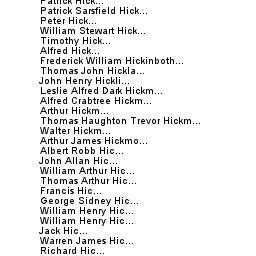 Patrick Hick...
Patrick Sarsfield Hick...
Peter Hick...
William Stewart Hick...
Timothy Hick...
Alfred Hick...
Frederick William Hickinboth...
Thomas John Hickla...
John Henry Hickli...
Leslie Alfred Dark Hickm...
Alfred Crabtree Hickm...
Arthur Hickm...
Thomas Haughton Trevor Hickm...
Walter Hickm...
Arthur James Hickmo...
Albert Robb Hic...
John Allan Hic...
William Arthur Hic...
Thomas Arthur Hic...
Francis Hic...
George Sidney Hic...
William Henry Hic...
William Henry Hic...
Jack Hic...
Warren James Hic...
Richard Hic...